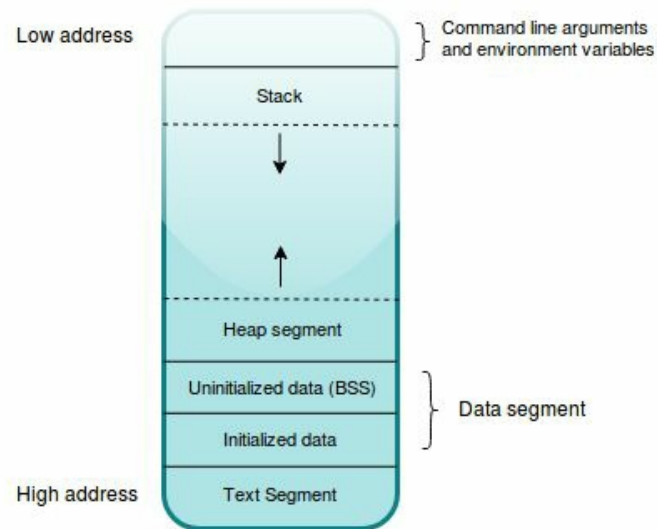 Low address
Command line arguments
and environment variables
Stack
Heap segment
Uninitialized data (BSS)
Data segment
Initialized data
High address
Text Segment